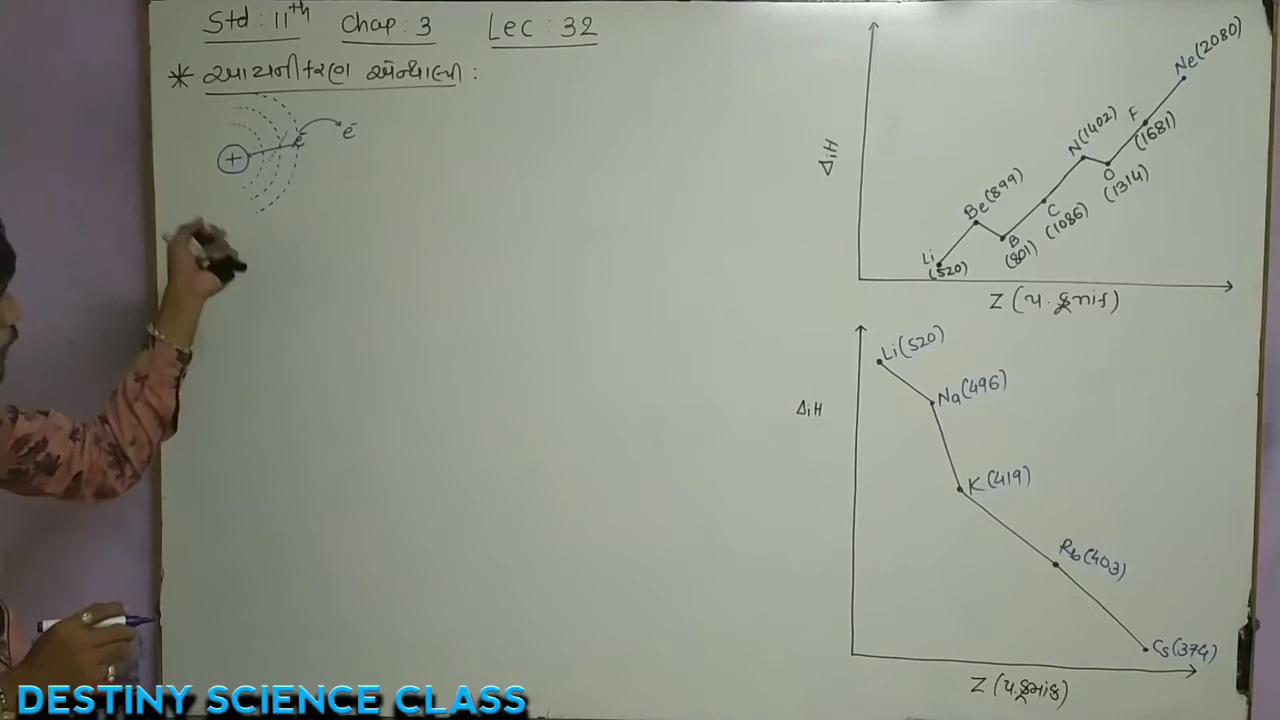 Std : 11th Chap : 3 Lec : 32
* આયનીકરણ એન્થાલ્પી :
+ e⁻ e⁻
ΔiH
Ne(2080)
F
(1681)
N(1402)
O
(1314)
C
(1086)
Be(899)
B
(801)
Li
(520)
Z (પ. ક્રમાંક)
ΔiH
Li(520)
Na(496)
K(419)
Rb(403)
Cs(374)
Z (પ.ક્રમાંક)
DESTINY SCIENCE CLASS